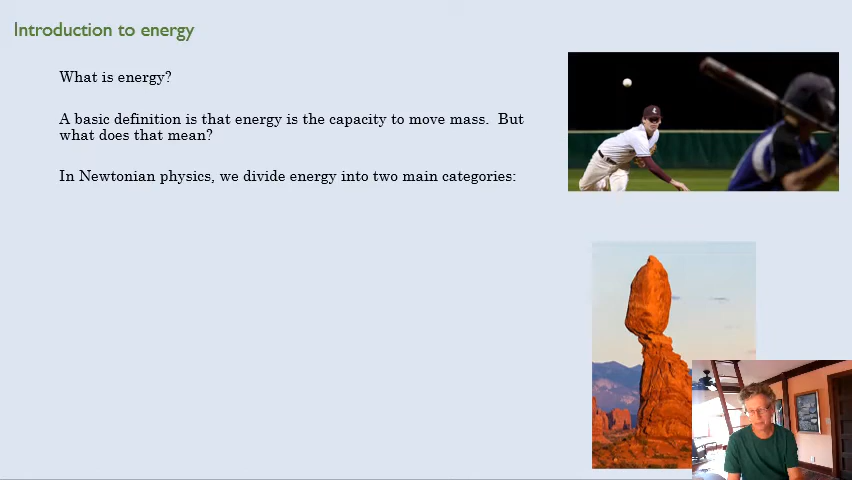 Introduction to energy
What is energy?
A basic definition is that energy is the capacity to move mass.  But
what does that mean?
In Newtonian physics, we divide energy into two main categories: